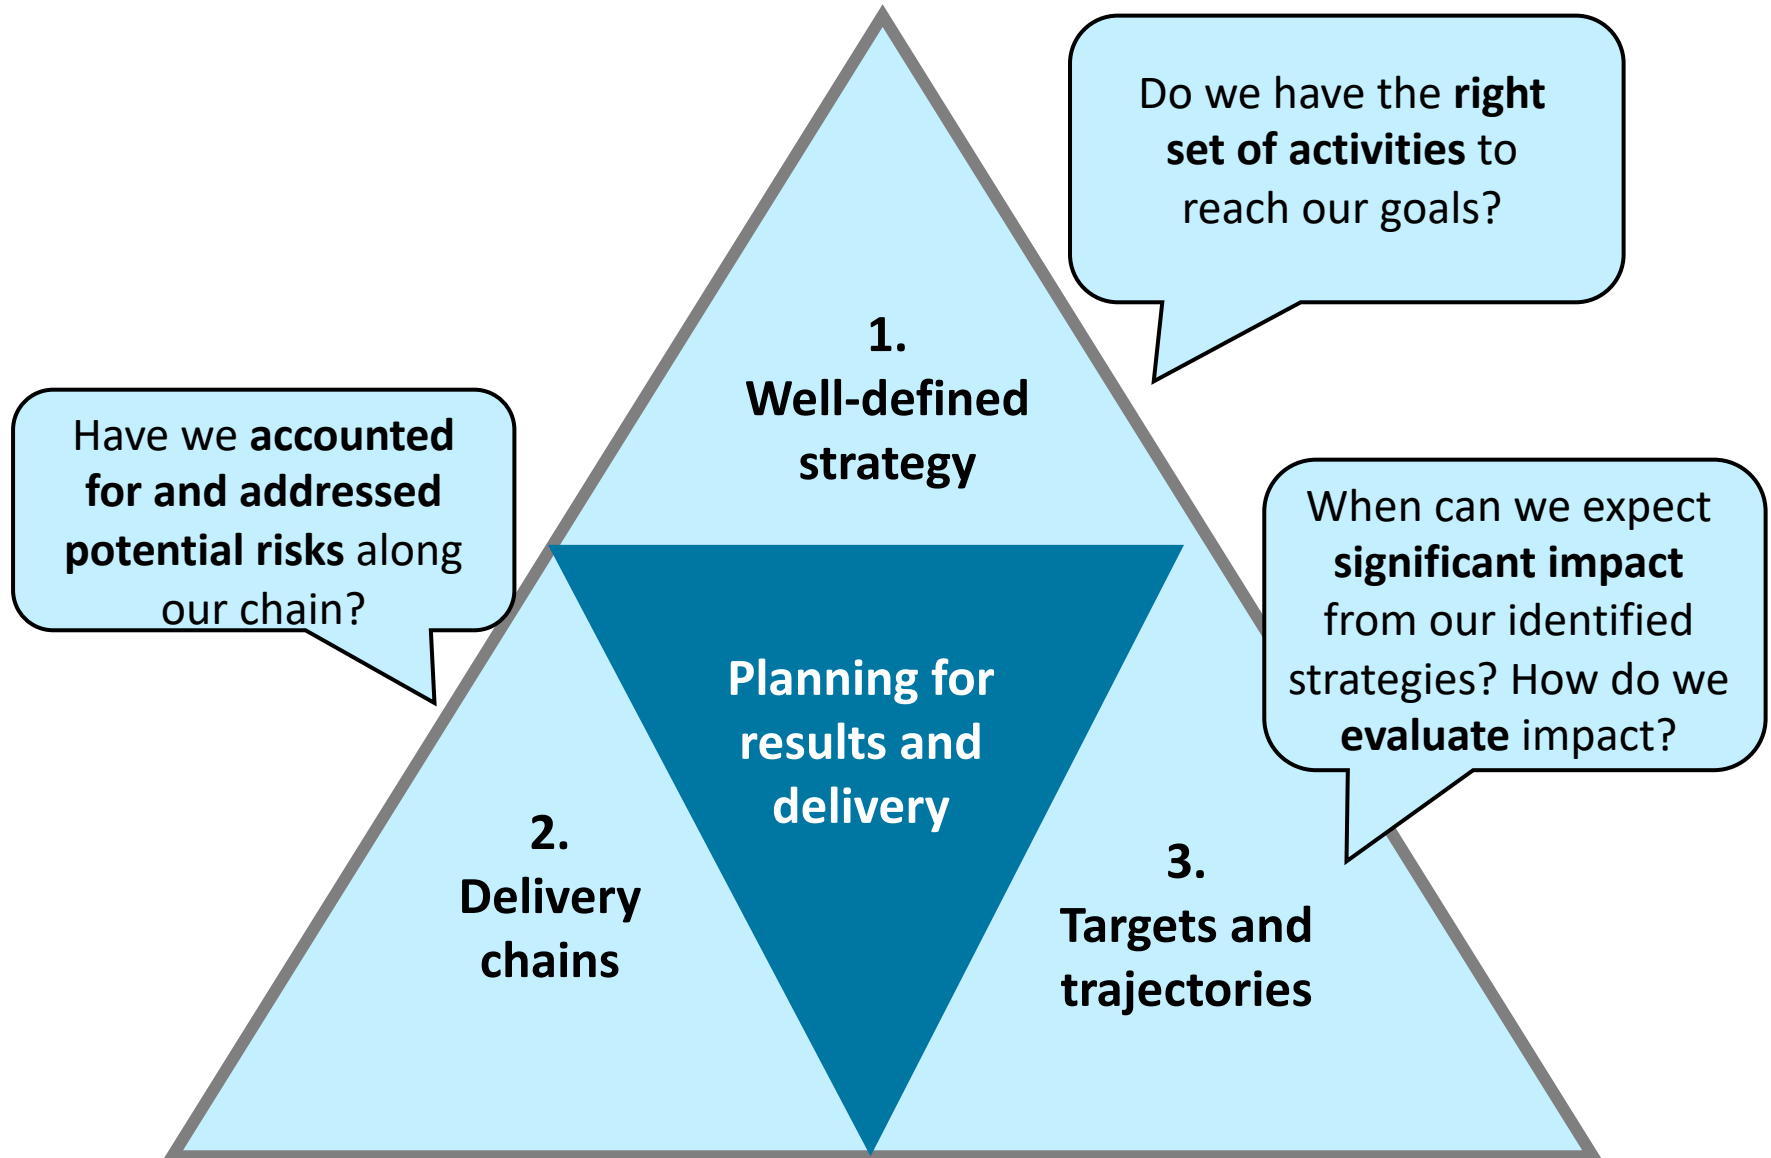 Do we have the right
set of activities to
reach our goals?
1.
Well-defined
strategy
Have we accounted
for and addressed
potential risks along
our chain?
When can we expect
significant impact
from our identified
strategies? How do we
evaluate impact?
Planning for
results and
delivery
2.
Delivery
chains
3.
Targets and
trajectories